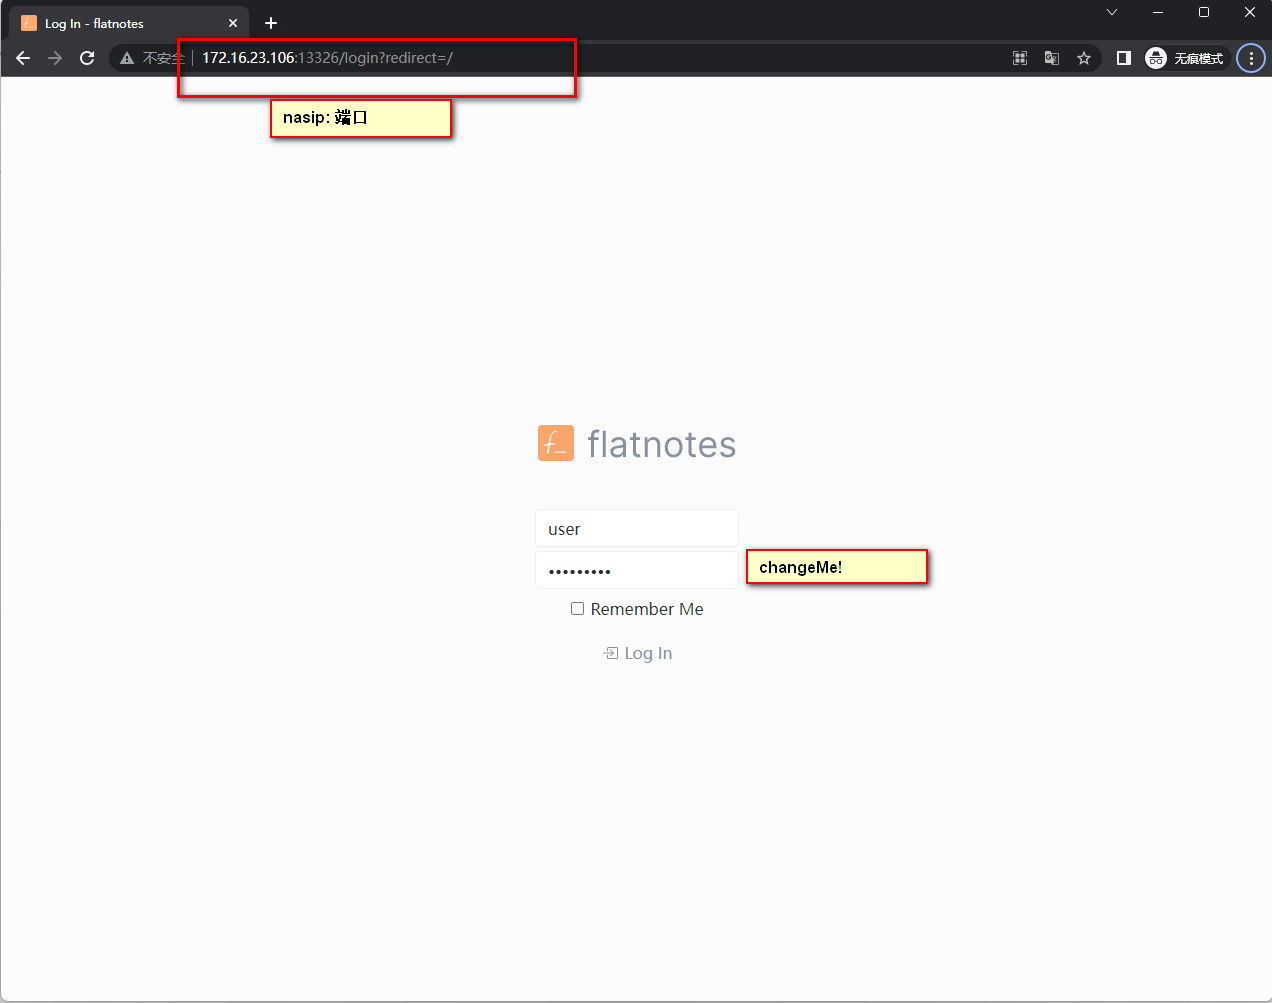 Log In - flatnotes
不安全 172.16.23.106:13326/login?redirect=/
无痕模式
nasip: 端口
flatnotes
user
•••••••••
changeMe!
Remember Me
Log In